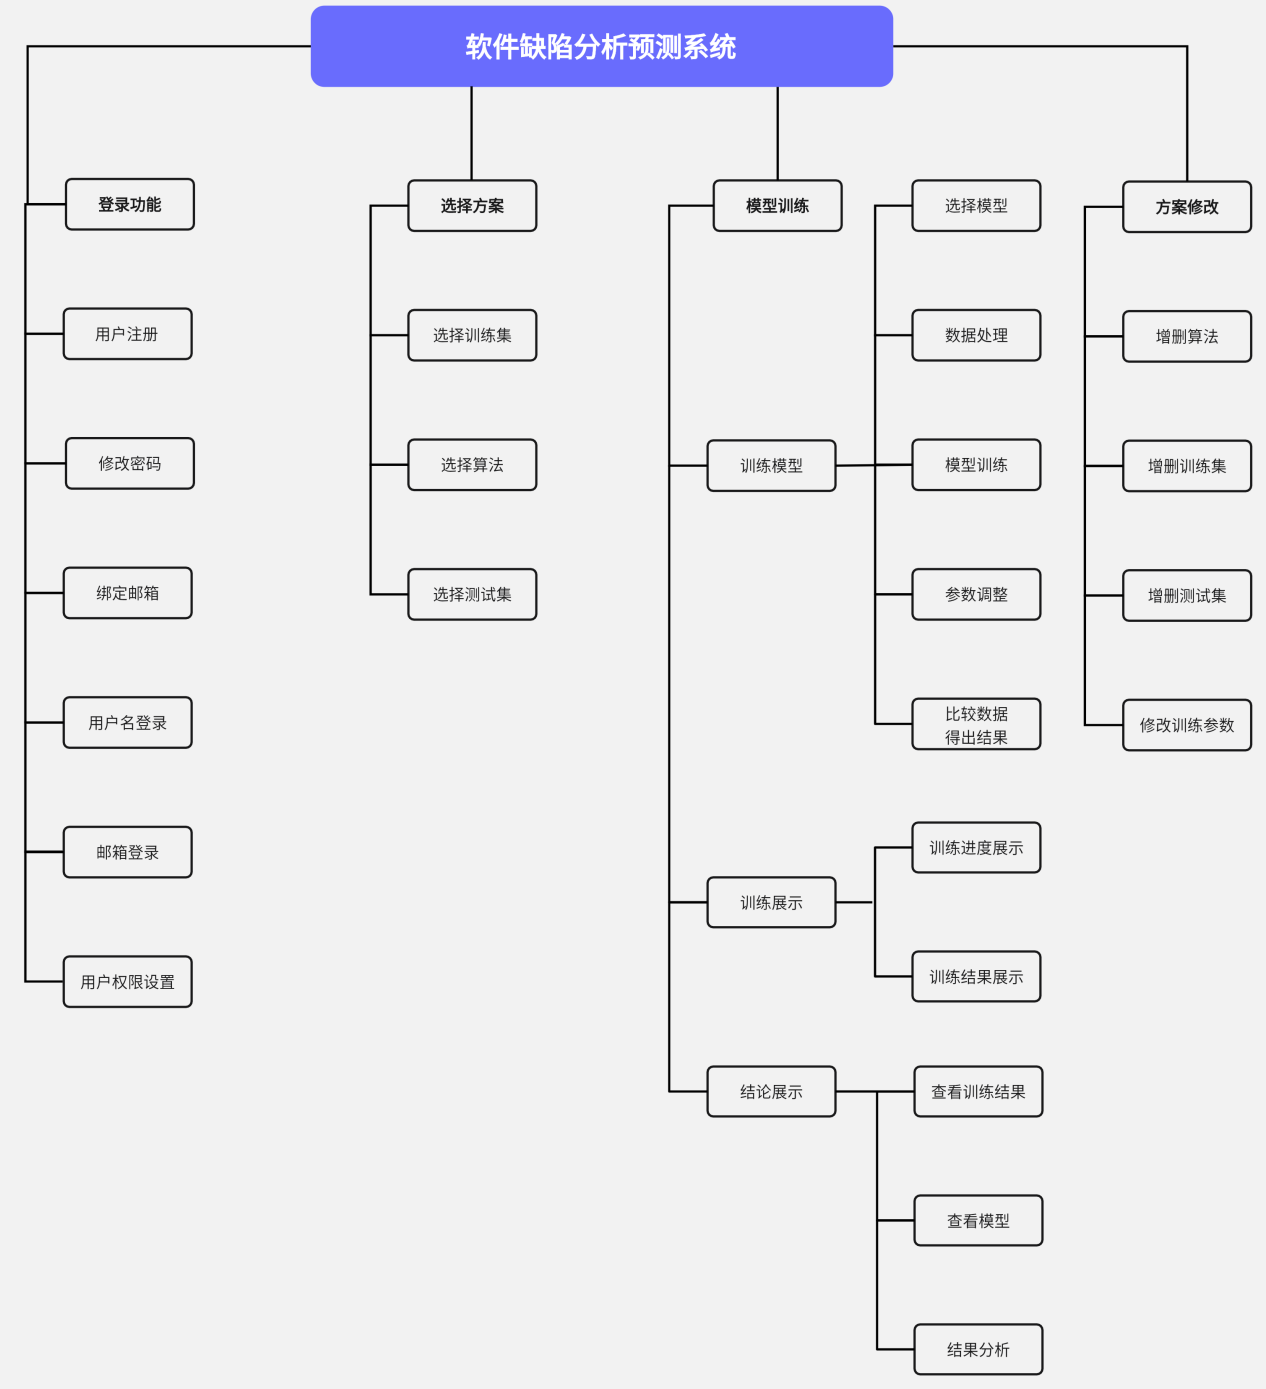 软件缺陷分析预测系统
登录功能
用户注册
修改密码
绑定邮箱
用户名登录
邮箱登录
用户权限设置
选择方案
选择训练集
选择算法
选择测试集
模型训练
训练模型
选择模型
数据处理
模型训练
参数调整
比较数据
得出结果
训练展示
训练进度展示
训练结果展示
结论展示
查看训练结果
查看模型
结果分析
方案修改
增删算法
增删训练集
增删测试集
修改训练参数